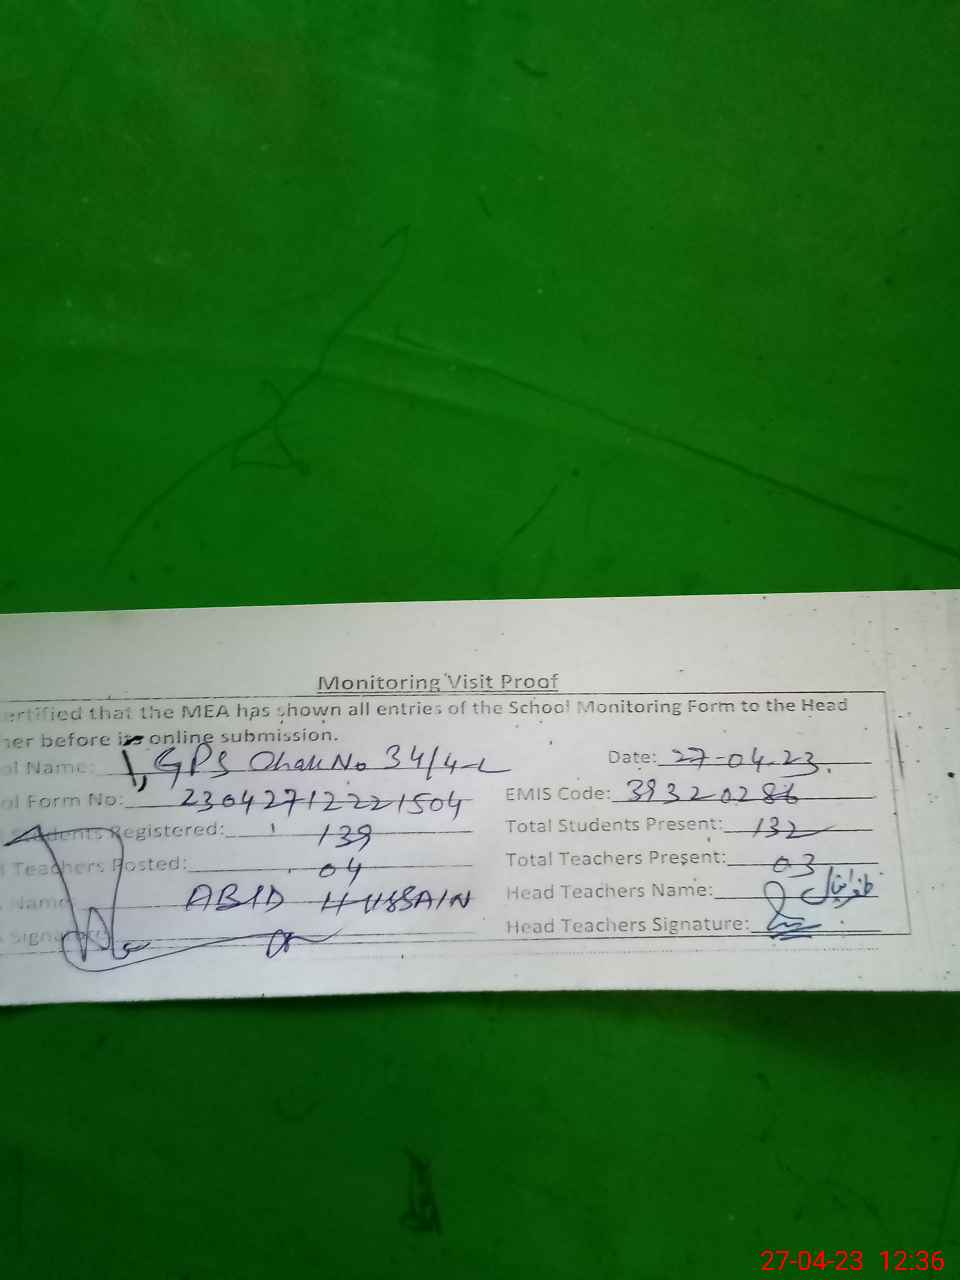 Monitoring Visit Proof
ertified that the MEA has shown all entries of the School Monitoring Form to the Head
her before its online submission.
ol Name: GPS Chak No 34/4-L Date: 27-04-23.
ol Form No: 230427122221504 EMIS Code: 39320286
udents Registered: 139 Total Students Present: 132
l Teachers Posted: 04 Total Teachers Present: 03
Name: ABID HUSSAIN Head Teachers Name:
Signature: Head Teachers Signature:
27-04-23 12:36